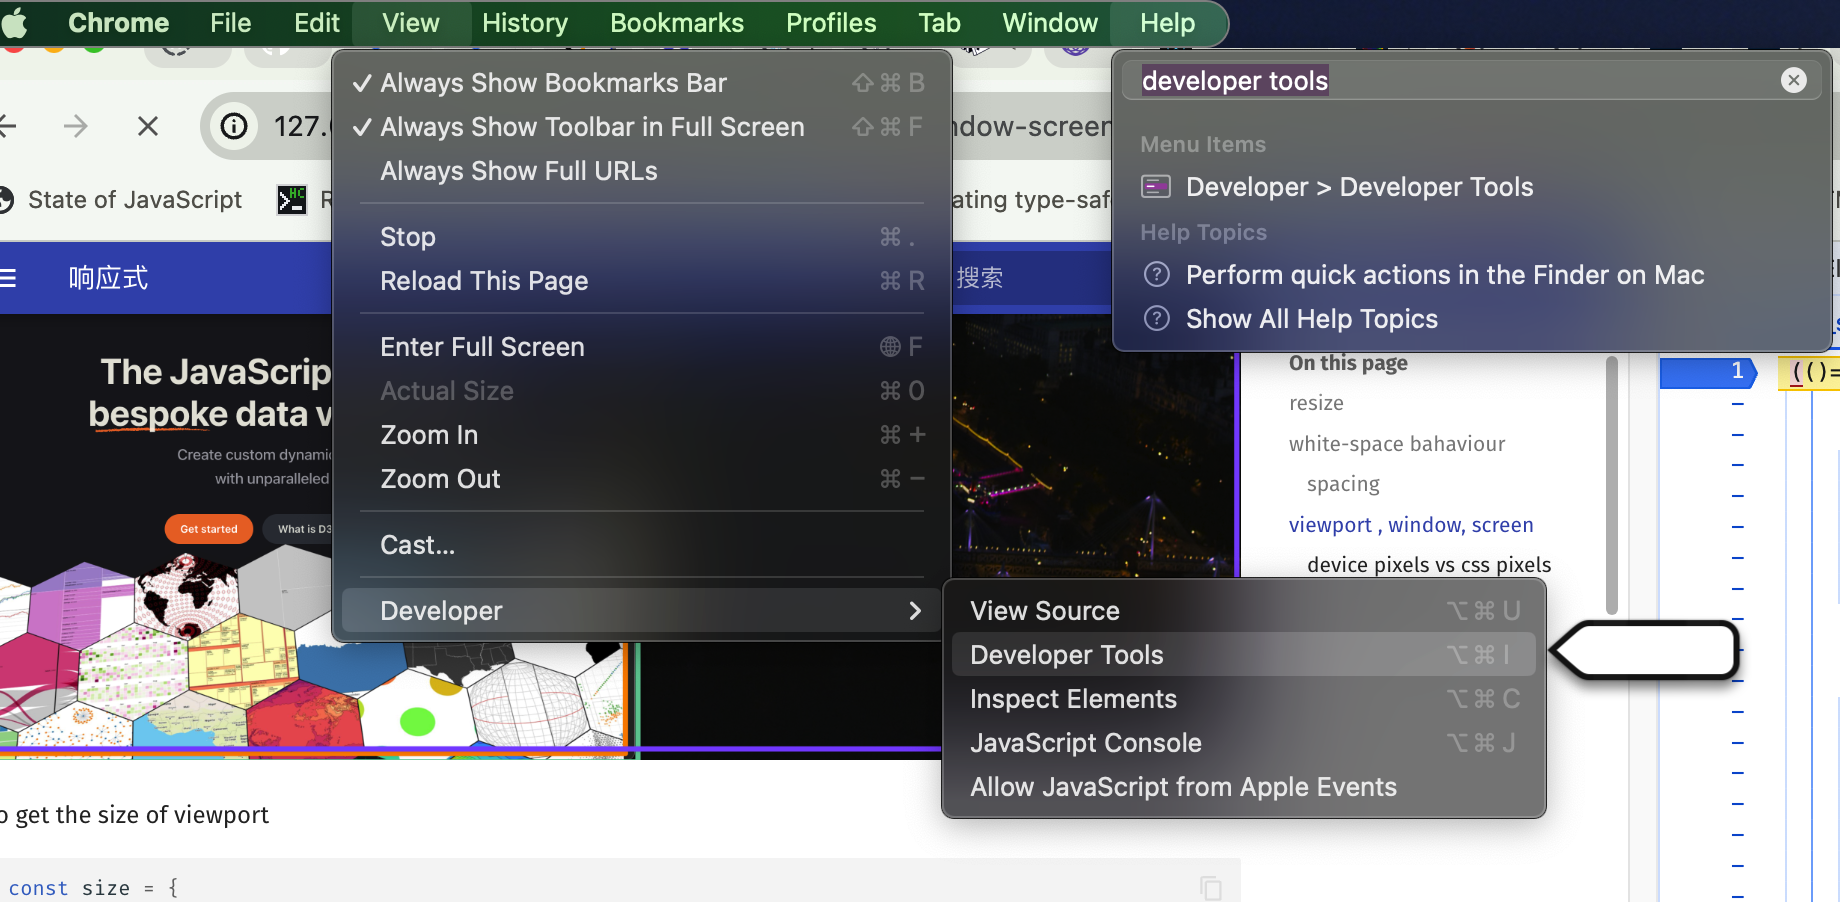 Chrome File Edit View History Bookmarks Profiles Tab Window Help
127.
ndow-screen
State of JavaScript
R
ating type-saf
响应式
搜索
✓ Always Show Bookmarks Bar ⇧⌘B
✓ Always Show Toolbar in Full Screen ⇧⌘F
Always Show Full URLs
Stop ⌘.
Reload This Page ⌘R
Enter Full Screen F
Actual Size ⌘0
Zoom In ⌘+
Zoom Out ⌘−
Cast...
Developer
View Source ⌥⌘U
Developer Tools ⌥⌘I
Inspect Elements ⌥⌘C
JavaScript Console ⌥⌘J
Allow JavaScript from Apple Events
developer tools
Menu Items
Developer > Developer Tools
Help Topics
Perform quick actions in the Finder on Mac
Show All Help Topics
The JavaScrip
bespoke data v
Create custom dynami
with unparalleled
Get started
What is D3
On this page
resize
white-space bahaviour
spacing
viewport , window, screen
device pixels vs css pixels
1
(()=
o get the size of viewport
const size = {